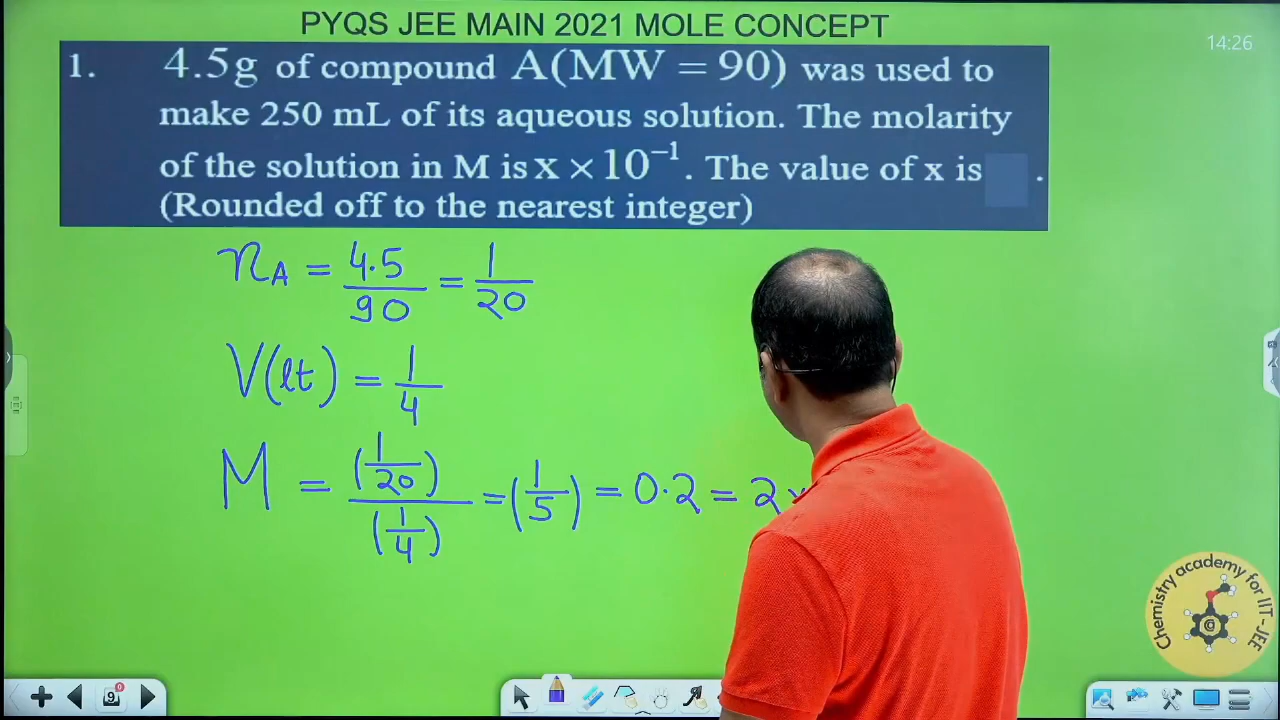 PYQS JEE MAIN 2021 MOLE CONCEPT
14:26
1. 4.5g of compound A(MW = 90) was used to
make 250 mL of its aqueous solution. The molarity
of the solution in M is x × 10⁻¹. The value of x is .
(Rounded off to the nearest integer)
n_A = 4.5/90 = 1/20
V(lt) = 1/4
M = (1/20)/(1/4) = (1/5) = 0.2 = 2×
Chemistry academy for IIT-JEE
9